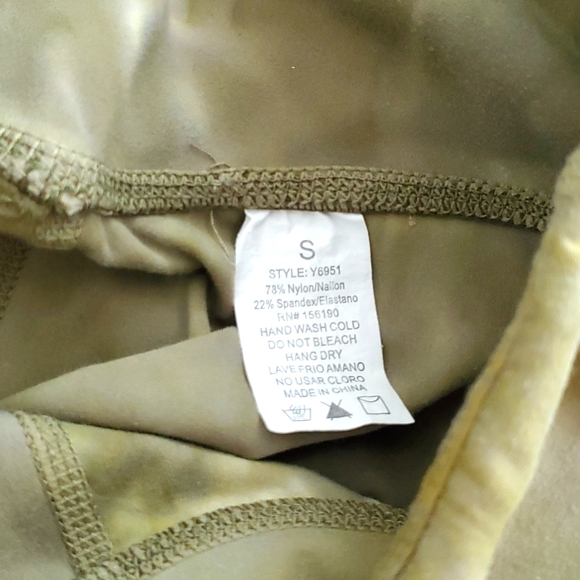 S
STYLE: Y6951
78% Nylon/Nailon
22% Spandex/Elastano
RN# 156190
HAND WASH COLD
DO NOT BLEACH
HANG DRY
LAVE FRIO AMANO
NO USAR CLORO
MADE IN CHINA